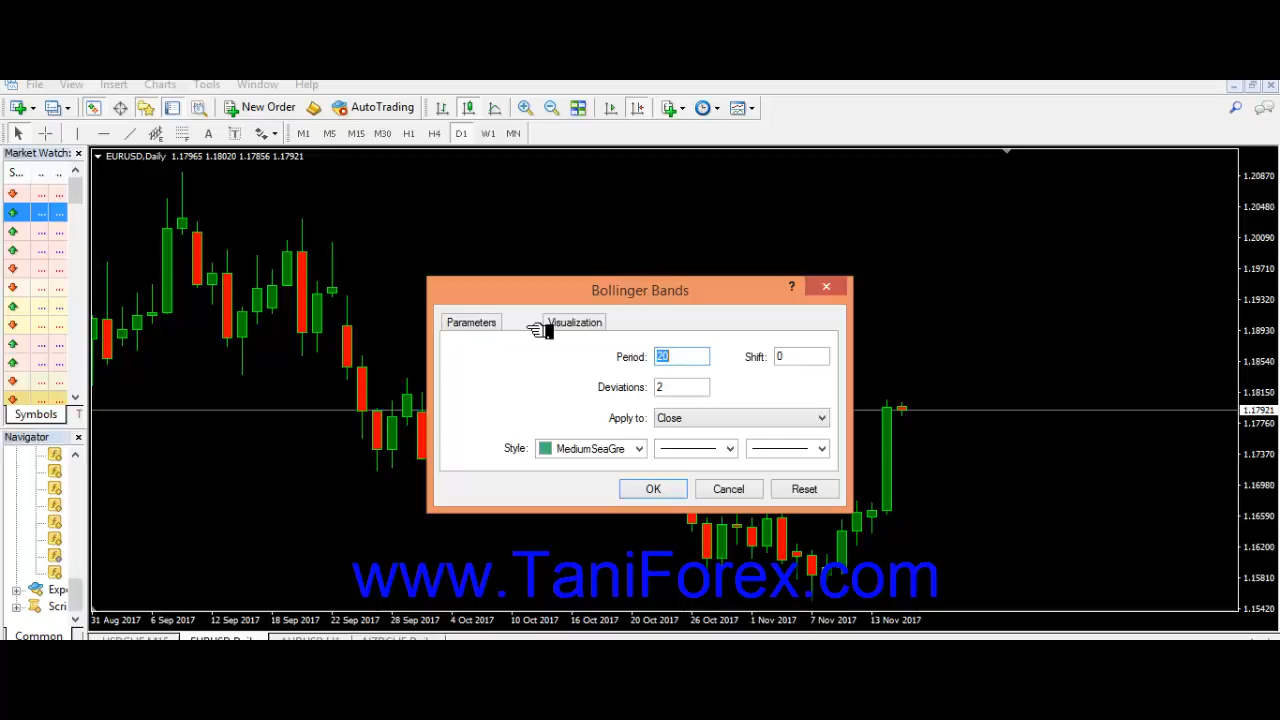 File View Insert Charts Tools Window Help
New Order AutoTrading
A T M1 M5 M15 M30 H1 H4 D1 W1 MN
Market Watch: ×
S... .. ..
EURUSD,Daily 1.17965 1.18020 1.17856 1.17921
1.20870
1.20480
1.20090
1.19710
1.19320
1.18930
1.18540
1.18150
1.17921
1.17760
1.17370
1.16980
1.16590
1.16200
1.15810
1.15420
Symbols T
Navigator ×
Bollinger Bands ?
Parameters Visualization
Period: 20 Shift: 0
Deviations: 2
Apply to: Close
Style: MediumSeaGre
OK Cancel Reset
Exp
Scri
Common
www.TaniForex.com
31 Aug 2017 6 Sep 2017 12 Sep 2017 18 Sep 2017 22 Sep 2017 28 Sep 2017 4 Oct 2017 10 Oct 2017 16 Oct 2017 20 Oct 2017 26 Oct 2017 1 Nov 2017 7 Nov 2017 13 Nov 2017